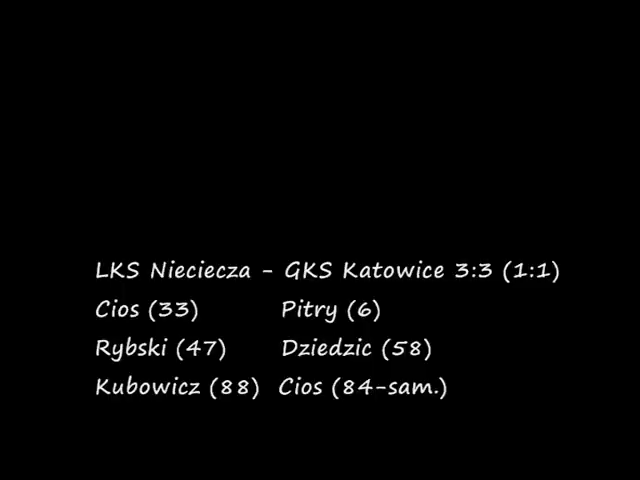 LKS Nieciecza - GKS Katowice 3:3 (1:1)
Cios (33) Pitry (6)
Rybski (47) Dziedzic (58)
Kubowicz (88) Cios (84-sam.)